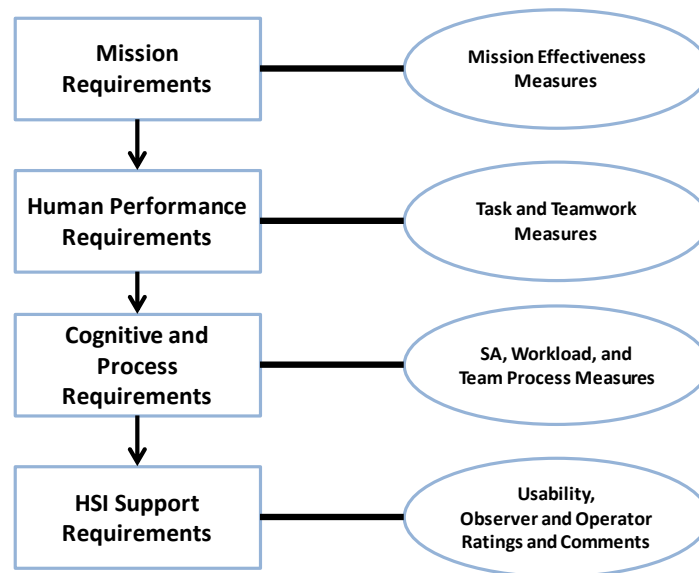 Mission
Requirements
Mission Effectiveness
Measures
Human Performance
Requirements
Task and Teamwork
Measures
Cognitive and
Process
Requirements
SA, Workload, and
Team Process Measures
HSI Support
Requirements
Usability,
Observer and Operator
Ratings and Comments